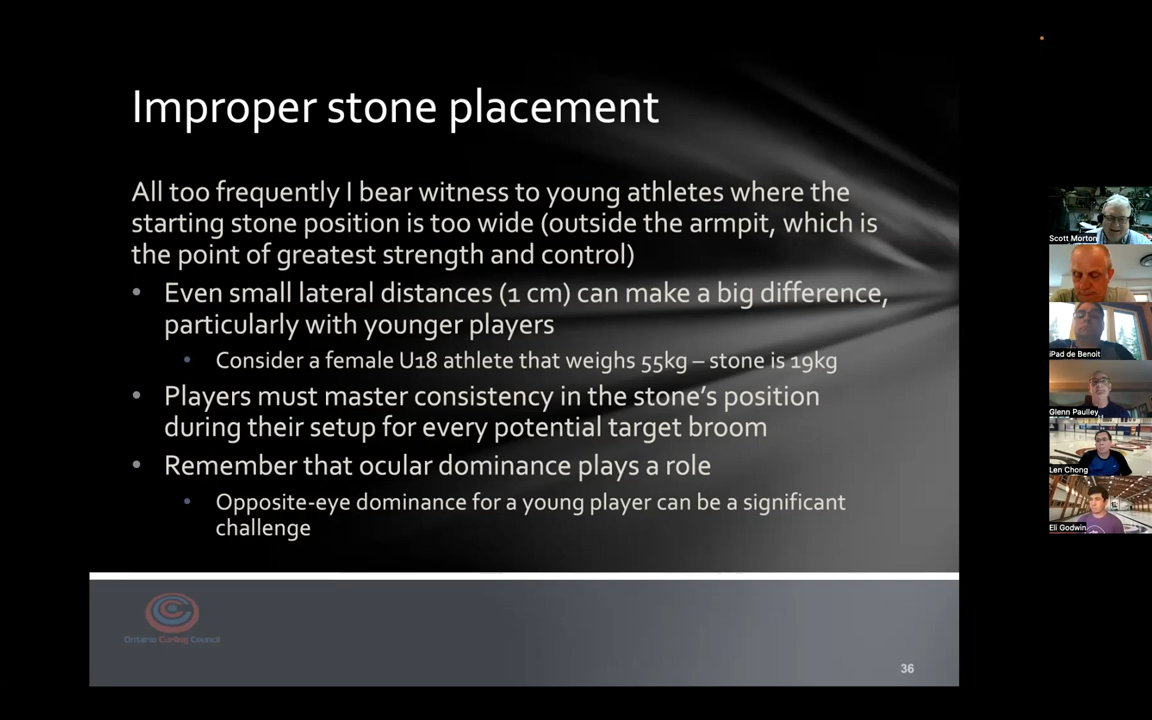 Improper stone placement
All too frequently I bear witness to young athletes where the
starting stone position is too wide (outside the armpit, which is
the point of greatest strength and control)
• Even small lateral distances (1 cm) can make a big difference,
particularly with younger players
• Consider a female U18 athlete that weighs 55kg – stone is 19kg
• Players must master consistency in the stone's position
during their setup for every potential target broom
• Remember that ocular dominance plays a role
• Opposite-eye dominance for a young player can be a significant
challenge
Ontario Curling Council
36
Scott Morton
iPad de Benoit
Glenn Paulley
Len Chong
Eli Godwin